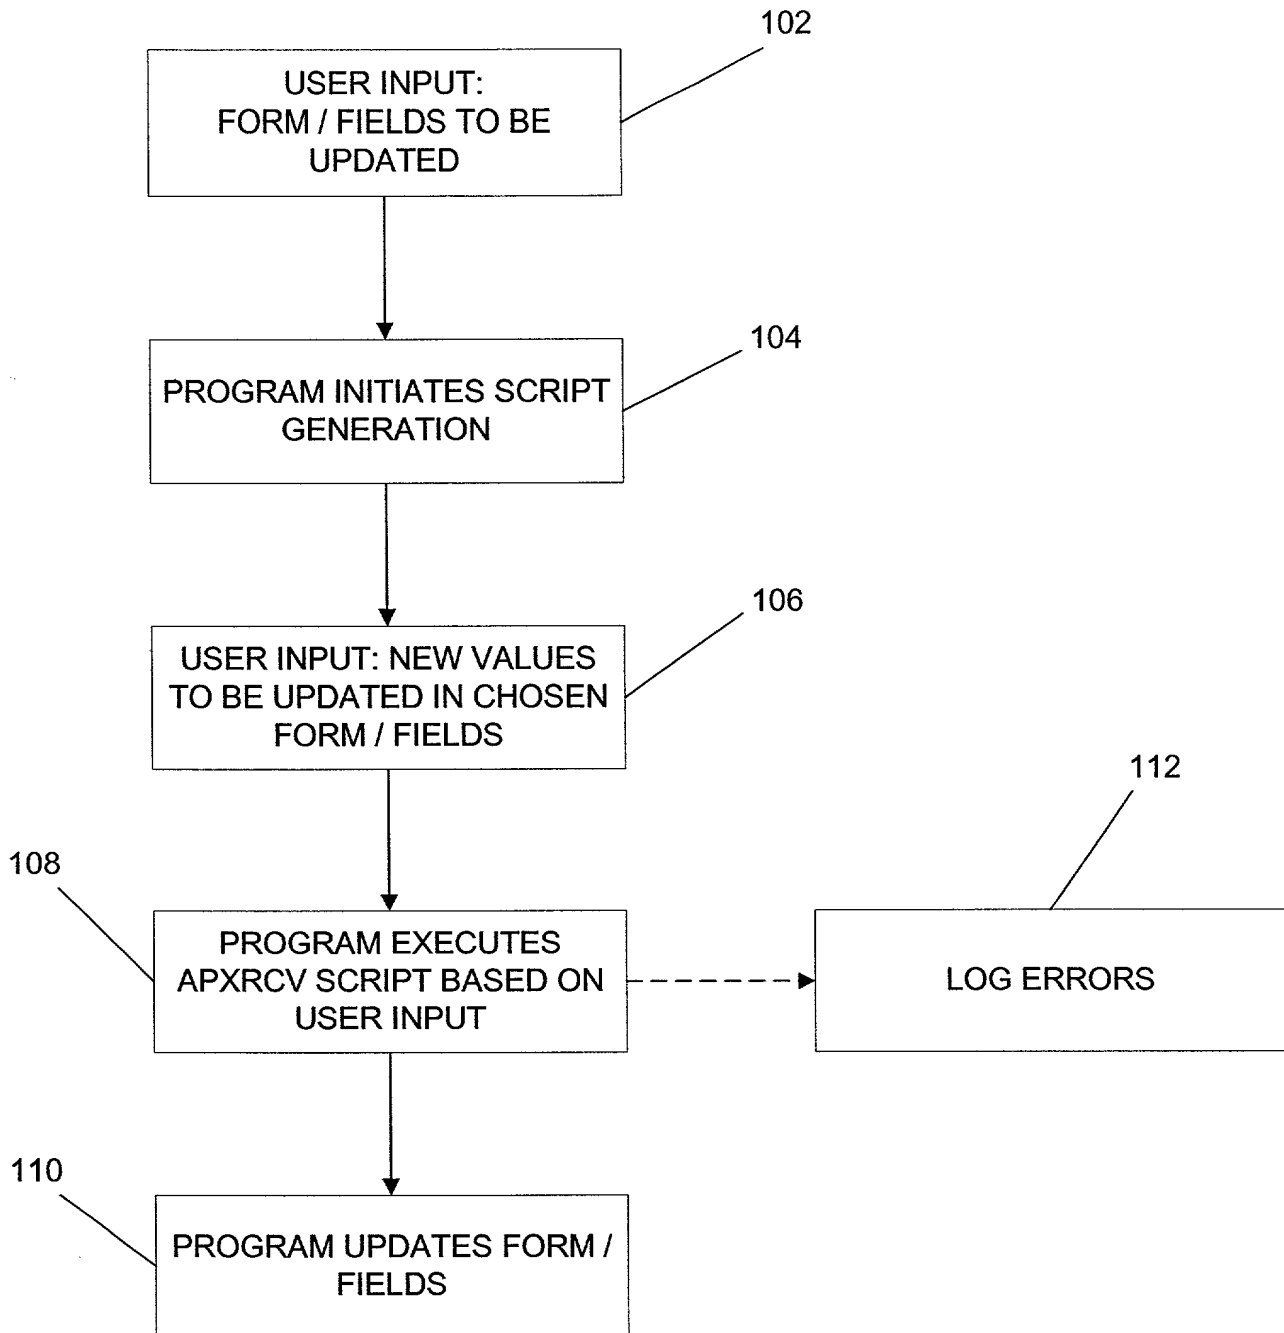 102
USER INPUT:
FORM / FIELDS TO BE
UPDATED
104
PROGRAM INITIATES SCRIPT
GENERATION
106
USER INPUT: NEW VALUES
TO BE UPDATED IN CHOSEN
FORM / FIELDS
108
PROGRAM EXECUTES
APXRCV SCRIPT BASED ON
USER INPUT
112
LOG ERRORS
110
PROGRAM UPDATES FORM /
FIELDS